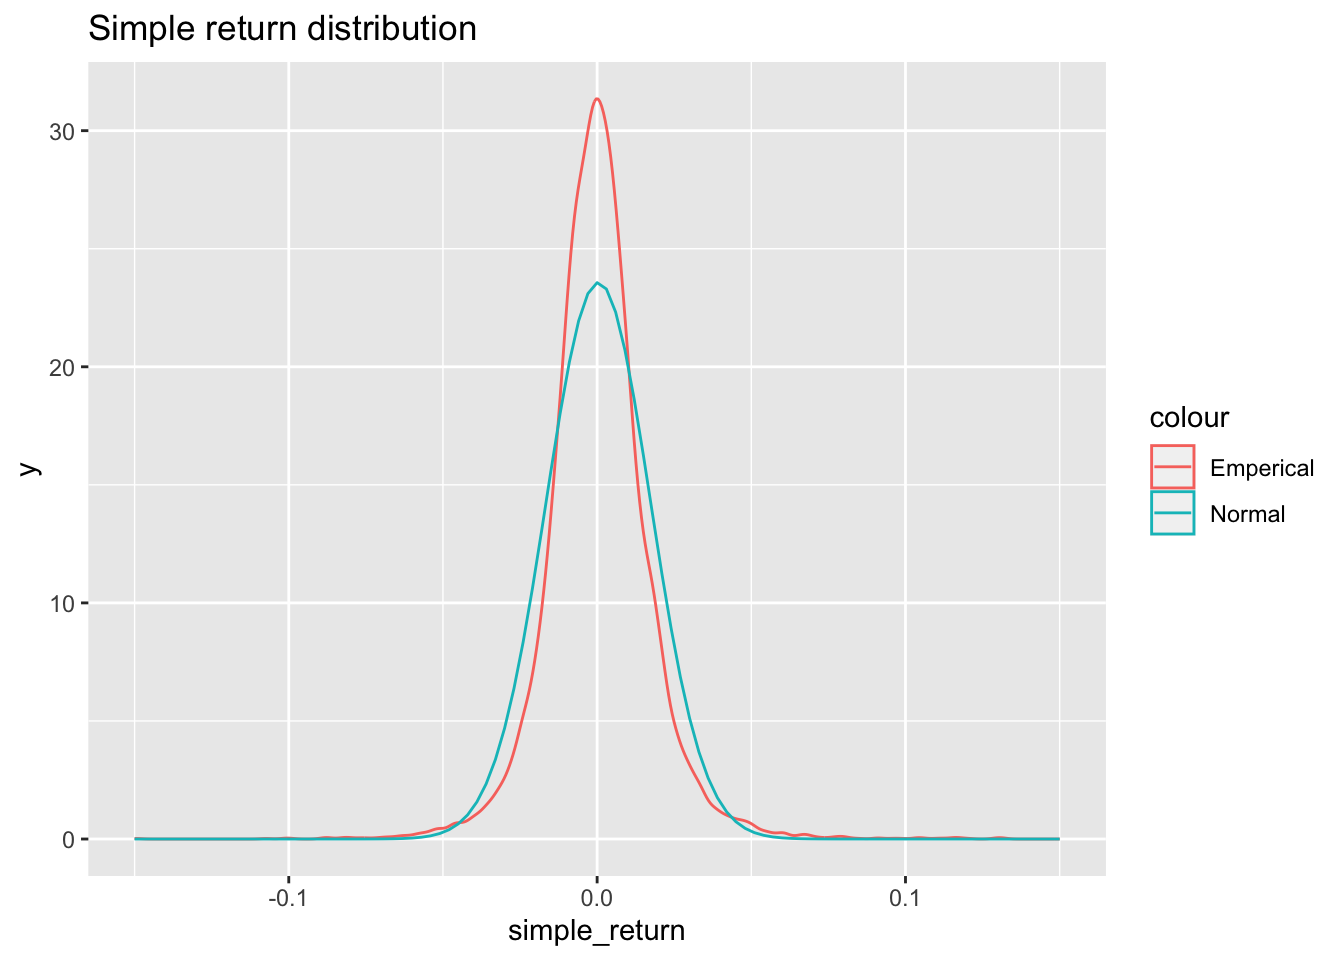 Simple return distribution
30
20
10
0
y
-0.1
0.0
0.1
simple_return
colour
Emperical
Normal